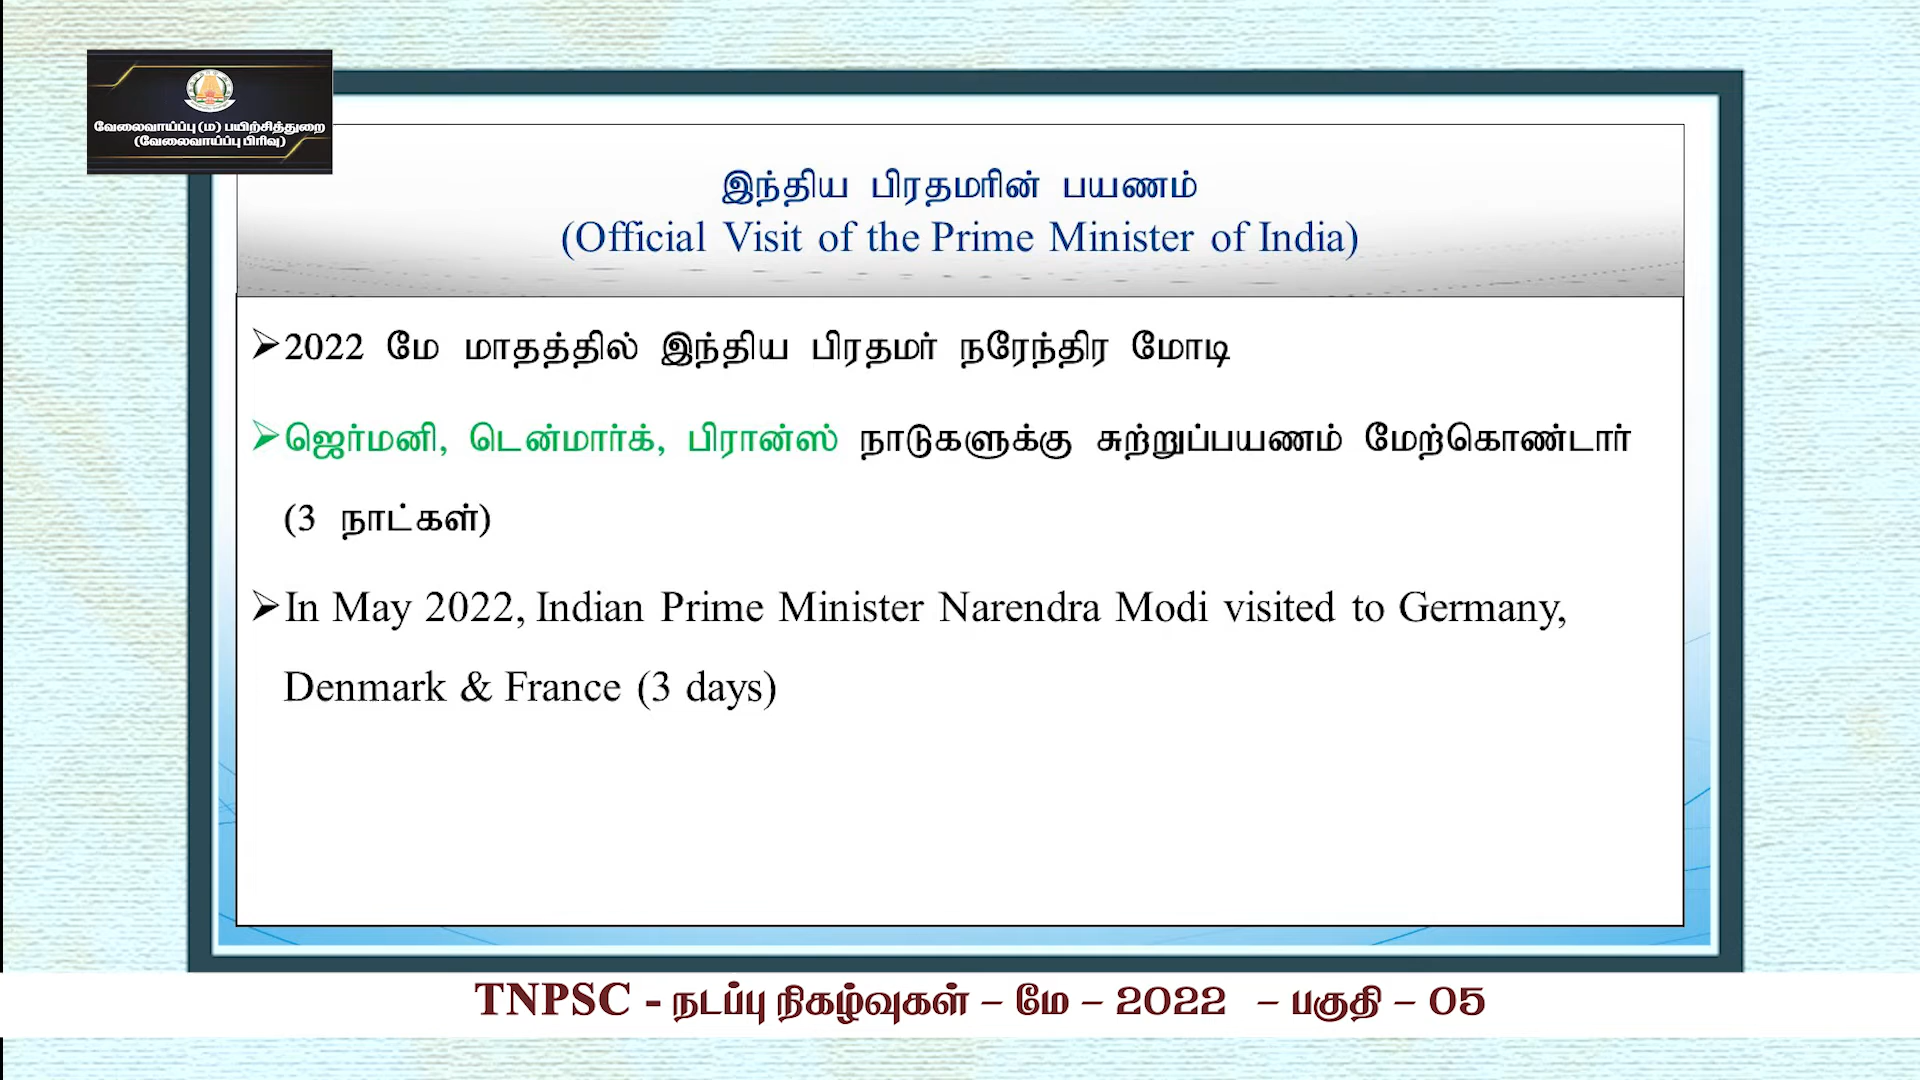 வேலைவாய்ப்பு (ம) பயிற்சித்துறை
(வேலைவாய்ப்பு பிரிவு)
இந்திய பிரதமரின் பயணம்
(Official Visit of the Prime Minister of India)
➢2022 மே மாதத்தில் இந்திய பிரதமர் நரேந்திர மோடி
➢ஜெர்மனி, டென்மார்க், பிரான்ஸ் நாடுகளுக்கு சுற்றுப்பயணம் மேற்கொண்டார்
(3 நாட்கள்)
➢In May 2022, Indian Prime Minister Narendra Modi visited to Germany,
Denmark & France (3 days)
TNPSC - நடப்பு நிகழ்வுகள் – மே – 2022 – பகுதி – 05